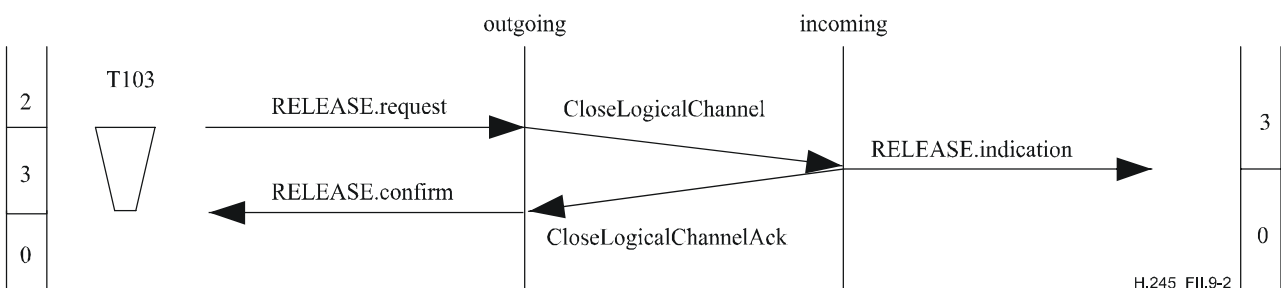 outgoing
incoming
T103
2
RELEASE.request
CloseLogicalChannel
3
RELEASE.indication
3
RELEASE.confirm
CloseLogicalChannelAck
0
0
H.245_FII.9-2